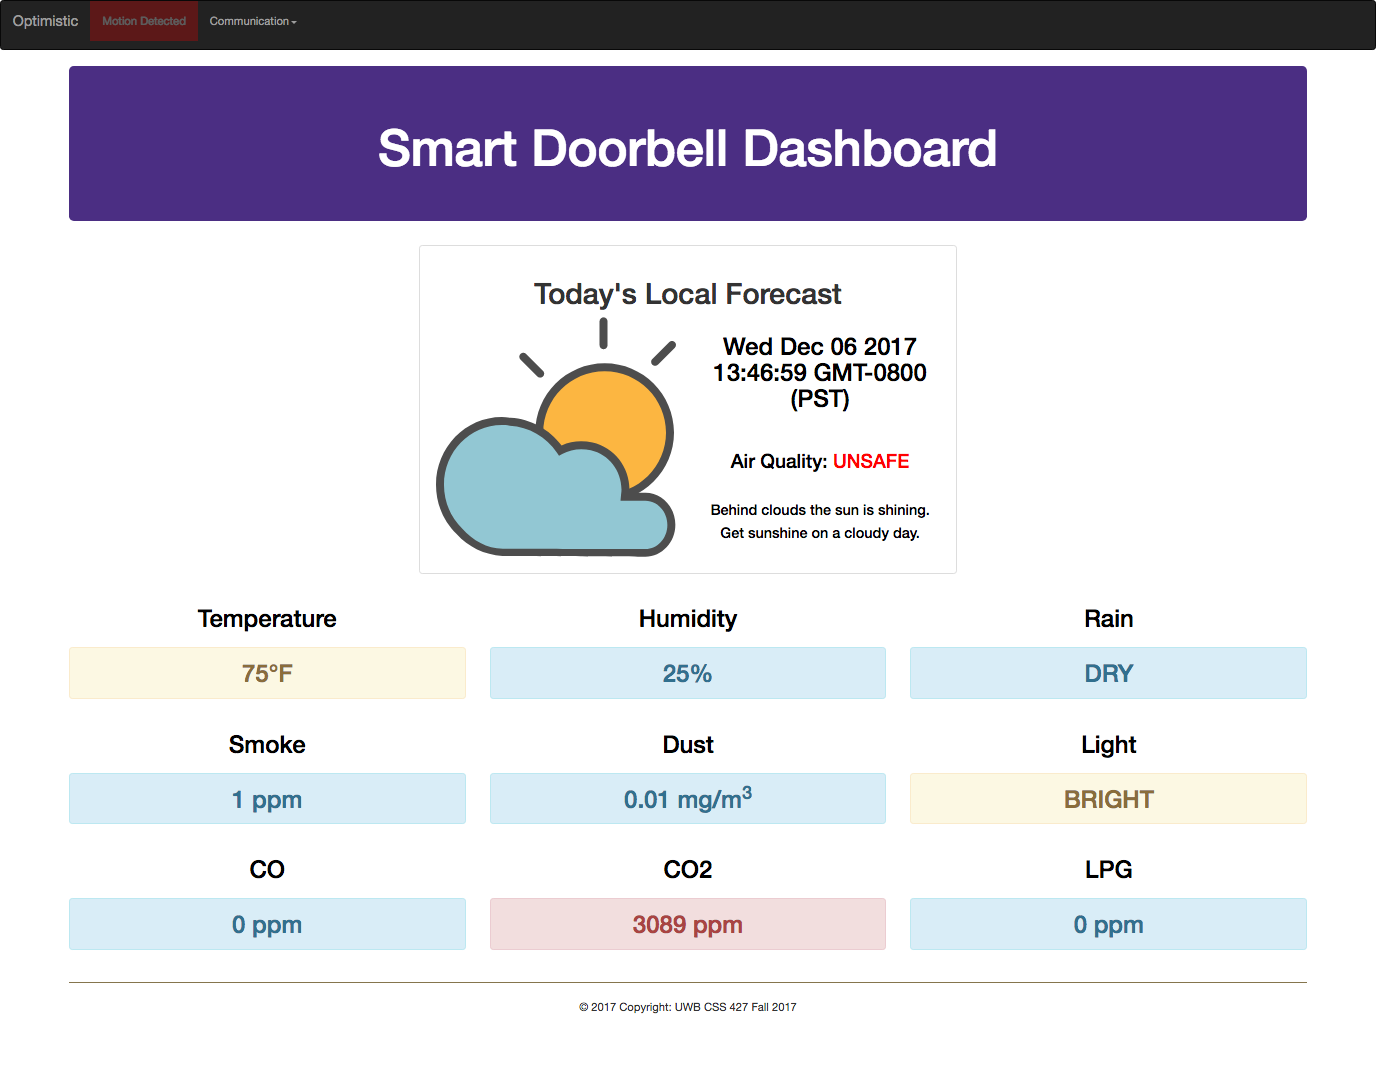 Optimistic Motion Detected Communication
Smart Doorbell Dashboard
Today's Local Forecast
Wed Dec 06 2017
13:46:59 GMT-0800
(PST)
Air Quality: UNSAFE
Behind clouds the sun is shining.
Get sunshine on a cloudy day.
Temperature Humidity Rain
75°F 25% DRY
Smoke Dust Light
1 ppm 0.01 mg/m³ BRIGHT
CO CO2 LPG
0 ppm 3089 ppm 0 ppm
© 2017 Copyright: UWB CSS 427 Fall 2017